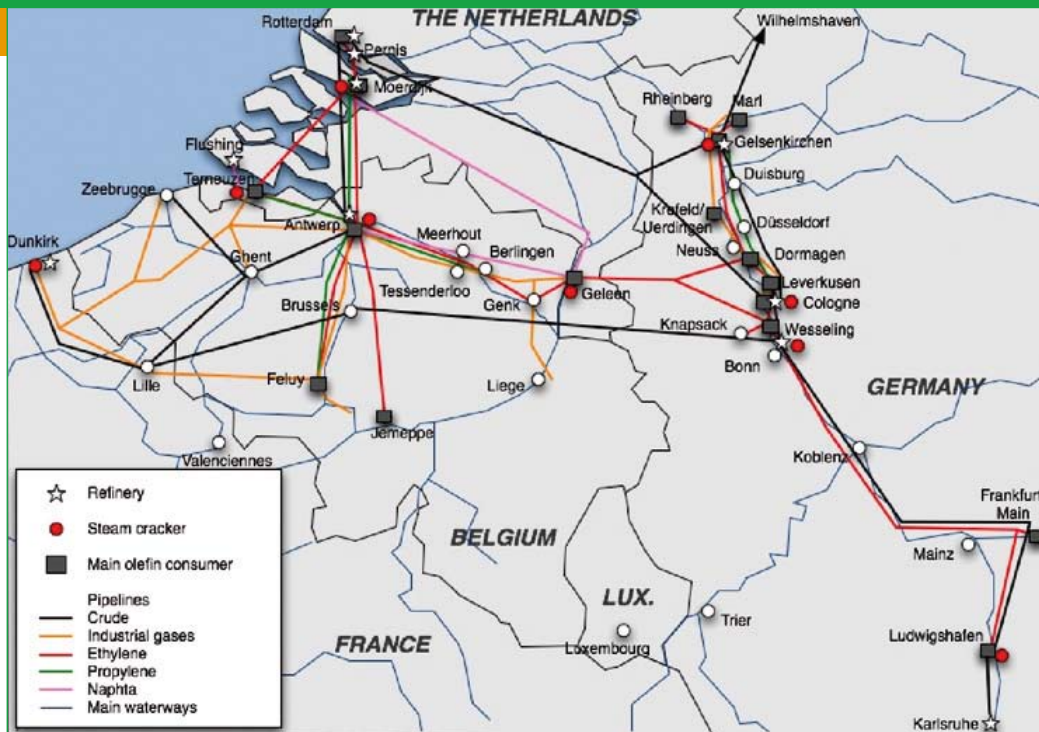 THE NETHERLANDS
Wilhelmshaven
Rotterdam
Pernis
Moerdijk
Rheinberg
Marl
Gelsenkirchen
Flushing
Duisburg
Zeebrugge
Terneuzen
Krefeld/
Uerdingen
Düsseldorf
Antwerp
Meerhout
Neuss
Dormagen
Dunkirk
Ghent
Berlingen
Leverkusen
Tessenderloo
Geleen
Cologne
Brussels
Genk
Knapsack
Wesseling
Bonn
Lille
Feluy
Liege
GERMANY
Jemeppe
Valenciennes
Koblenz
Frankfurt
Main
Mainz
BELGIUM
LUX.
Trier
Luxembourg
FRANCE
Ludwigshafen
Karlsruhe
Refinery
Steam cracker
Main olefin consumer
Pipelines
Crude
Industrial gases
Ethylene
Propylene
Naphta
Main waterways